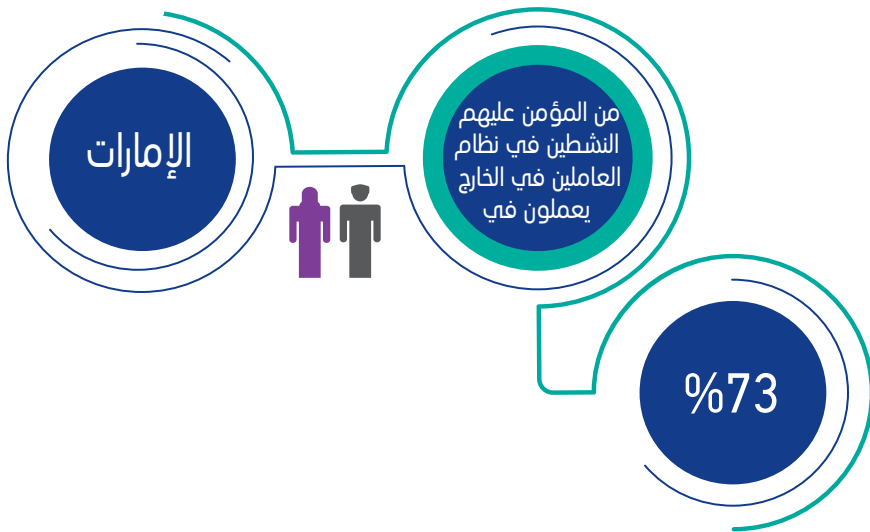 %73
من المؤمن عليهم
النشطين في نظام
العاملين في الخارج
يعملون في
الإمارات